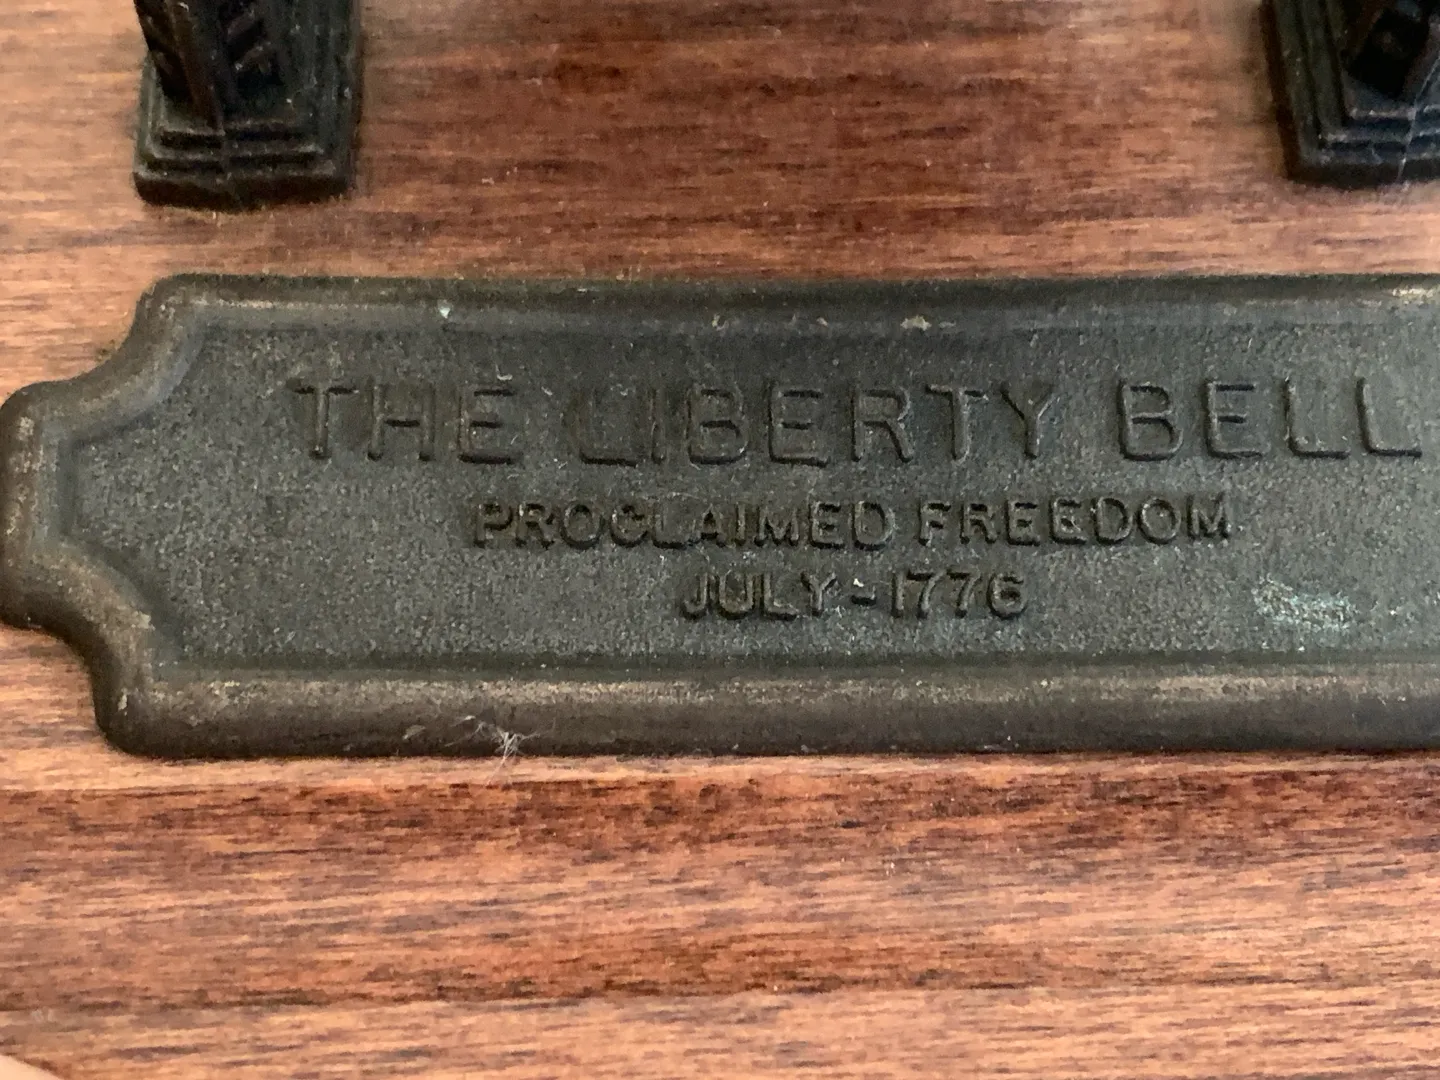 THE LIBERTY BELL
PROCLAIMED FREEDOM
JULY-1776